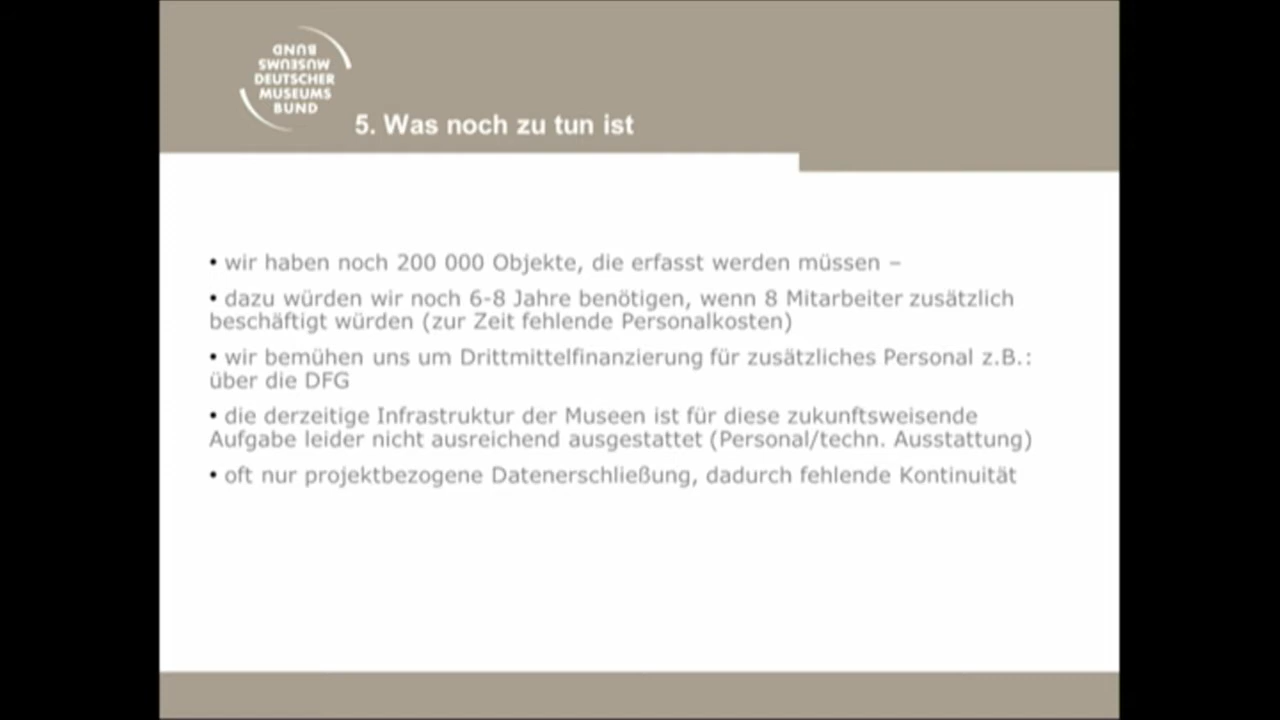 BUND
MUSEUMS
DEUTSCHER
MUSEUMS
BUND
5. Was noch zu tun ist
• wir haben noch 200 000 Objekte, die erfasst werden müssen –
• dazu würden wir noch 6-8 Jahre benötigen, wenn 8 Mitarbeiter zusätzlich
beschäftigt würden (zur Zeit fehlende Personalkosten)
• wir bemühen uns um Drittmittelfinanzierung für zusätzliches Personal z.B.:
über die DFG
• die derzeitige Infrastruktur der Museen ist für diese zukunftsweisende
Aufgabe leider nicht ausreichend ausgestattet (Personal/techn. Ausstattung)
• oft nur projektbezogene Datenerschließung, dadurch fehlende Kontinuität